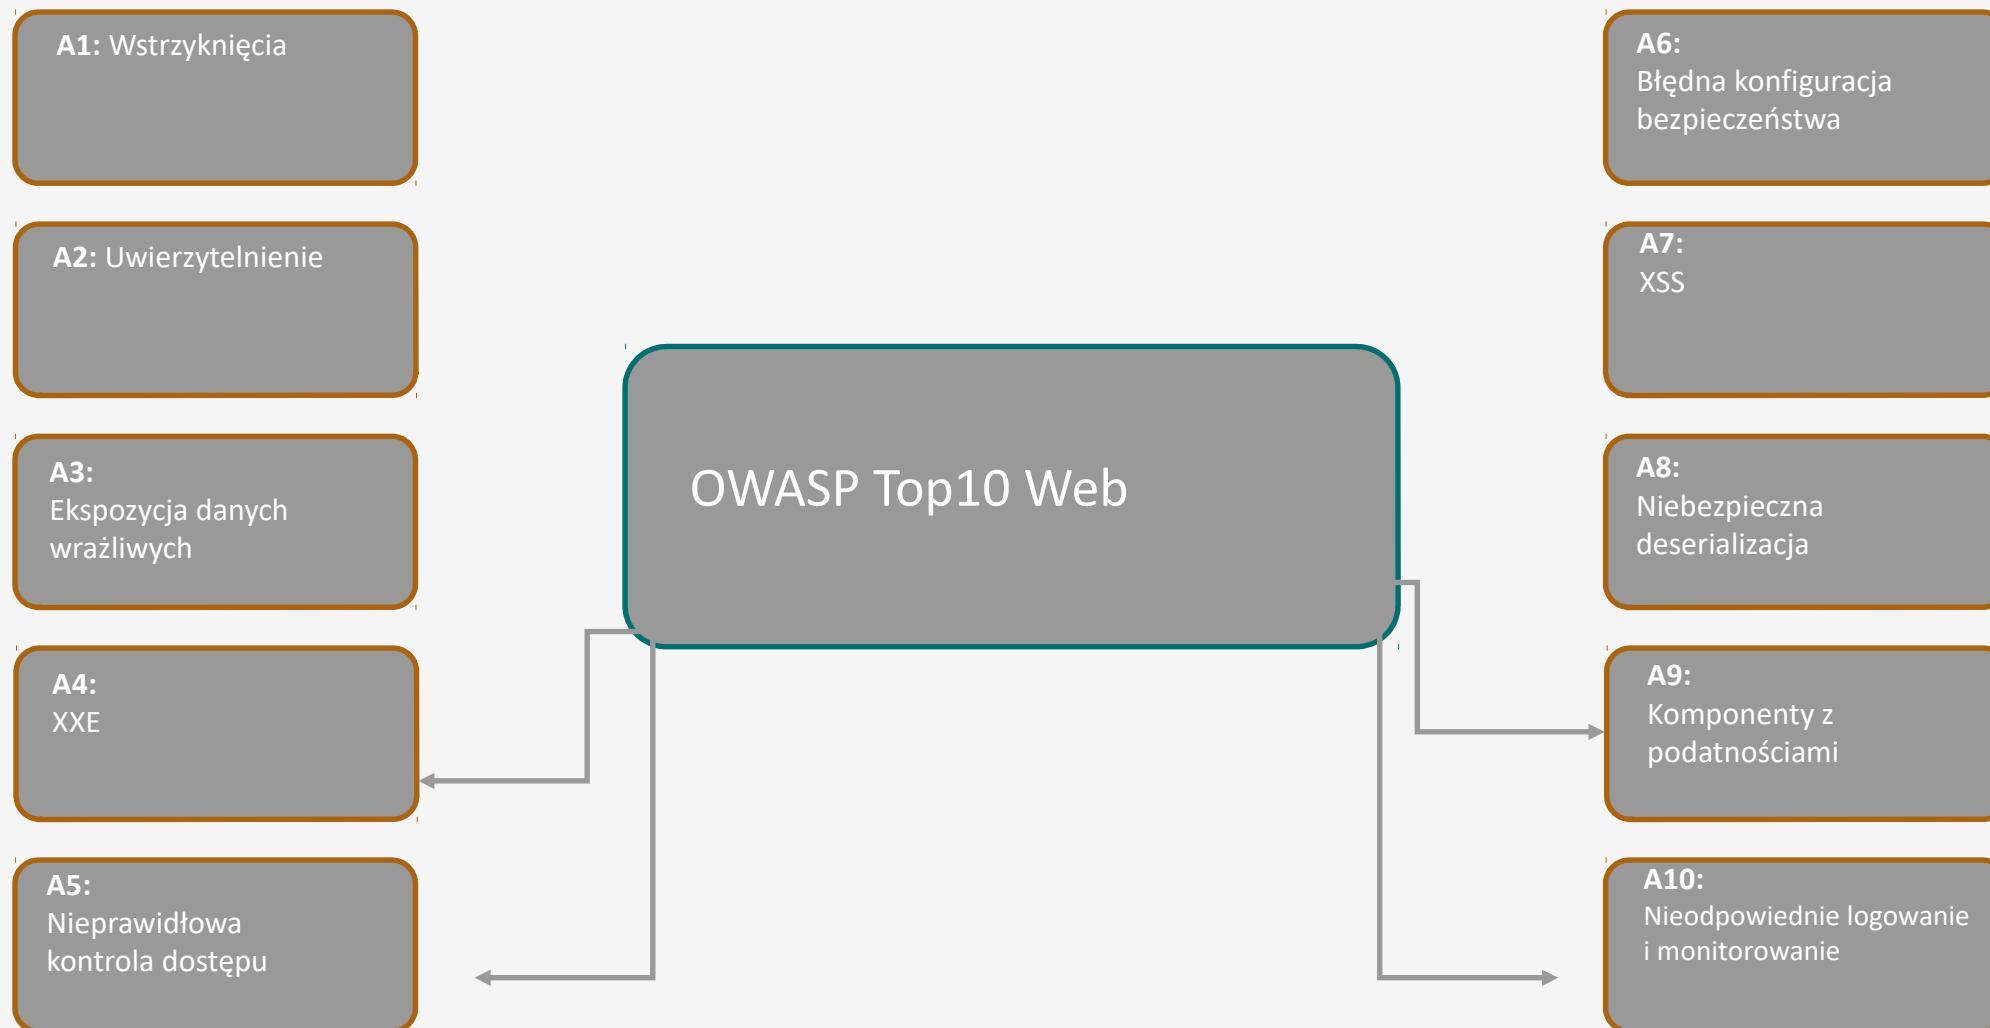 A1: Wstrzyknięcia
A2: Uwierzytelnienie
A3:
Ekspozycja danych
wrażliwych
A4:
XXE
A5:
Nieprawidłowa
kontrola dostępu
OWASP Top10 Web
A6:
Błędna konfiguracja
bezpieczeństwa
A7:
XSS
A8:
Niebezpieczna
deserializacja
A9:
Komponenty z
podatnościami
A10:
Nieodpowiednie logowanie
i monitorowanie